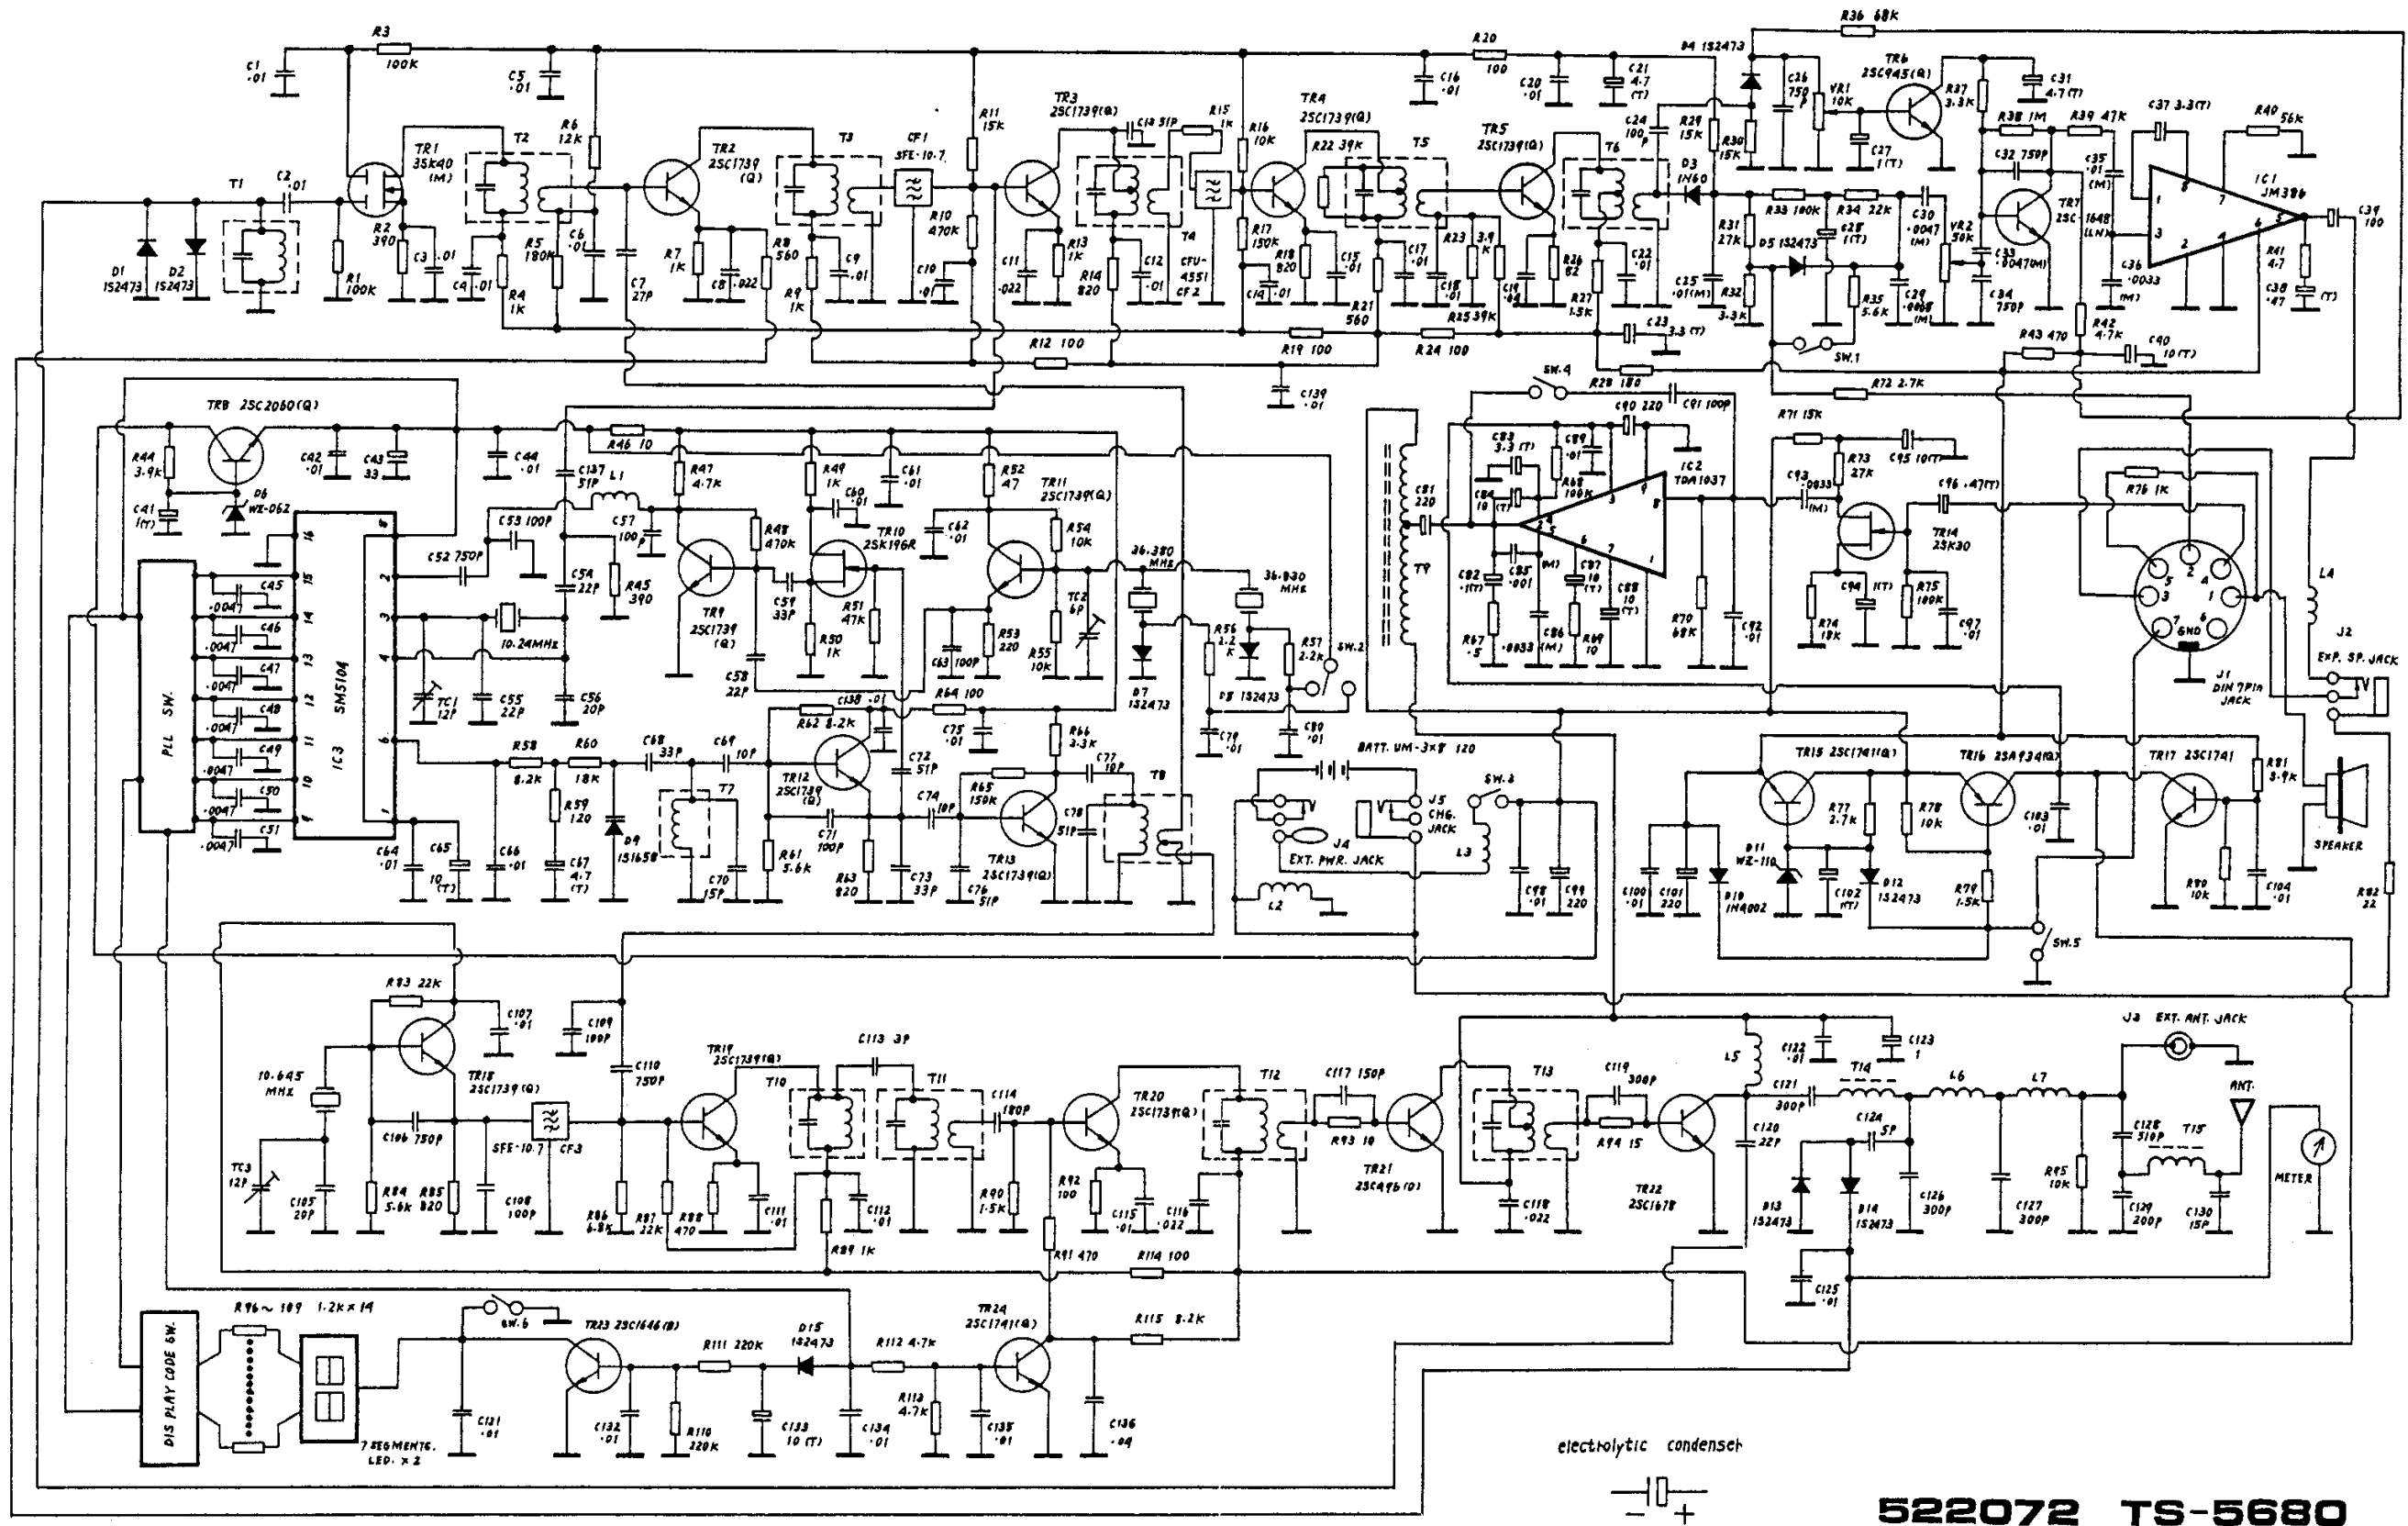 R3
100K
C1
.01
C5
.01
R6
12K
TR1
3SK40
(M)
T2
TR2
2SC1739
(Q)
T3
CF1
SFE-10.7
R11
15K
TR3
2SC1739(Q)
C13 51P
R15
1K
R16
10K
TR4
2SC1739(Q)
C16
.01
R20
100
C20
.01
C21
4.7
(T)
R22 39K
T5
TR5
2SC1739(Q)
T6
C24
100P
R29
15K
D4 1S2473
R30
15K
C26
750
P
VR1
10K
R36 68K
TR6
2SC945(Q)
C27
1(T)
R37
3.3K
C31
4.7(T)
R38 1M
R39 47K
C32 750P
C35
.01
(M)
C37 3.3(T)
R40
56K
IC1
JM386
C39
100
T1
C2
.01
D1
1S2473
D2
1S2473
R1
100K
R2
390
C3 .01
C4 .01
R4
1K
R5
180K
C6
.01
C7
27P
R7
1K
C8 .022
R8
560
R9
1K
C9
.01
R10
470K
C10
.01
C11
.022
R13
1K
R14
820
C12
.01
T4
CFU-
455I
CF2
R17
150K
C14 .01
R18
820
C15
.01
R21
560
C17
.01
C18
.01
R23
3.9
K
R25 39K
C19
.04
R26
82
R27
1.5K
C22
.01
D3
1N60
C25
.01(M)
R31
27K
R32
3.3K
D5 1S2473
R33 100K
C28
1(T)
R34 22K
C30
.0047
(M)
R35
5.6K
C29
.0068
(M)
VR2
50K
C33
.0047(M)
C34
750P
TR7
2SC-1648
(LN)
C36
.0033
(M)
R41
4.7
C38
.47
(T)
R42
4.7K
R43 470
C40
10(T)
R12 100
R19 100
R24 100
C23
3.3(T)
SW.1
C139
.01
TR8 2SC2060(Q)
R44
3.9K
C41
1(T)
D6
WZ-062
C42
.01
C43
33
C44
.01
C137
51P
R46 10
L1
R47
4.7K
R49
1K
C60
.01
C61
.01
R52
47
TR11
2SC1739(Q)
C62
.01
R54
10K
36.380
MHZ
36.830
MHZ
C52 750P
C53 100P
C57
100P
C54
22P
R45
390
TR9
2SC1739
(Q)
R48
470K
C59
33P
TR10
2SK196R
R51
47K
R50
1K
C58
22P
C63 100P
R53
220
R55
10K
TC2
6P
D7
1S2473
R56
2.2
K
D8 1S2473
R57
2.2K
SW.2
C79
.01
C80
.01
PLL SW.
C45
.0047
C46
.0047
C47
.0047
C48
.0047
C49
.0047
C50
.0047
C51
.0047
16
15
14
13
12
11
10
9
8
2
3
4
6
1
IC3
SM5104
10.24MHZ
TC1
12P
C55
22P
C56
20P
R58
8.2K
R60
18K
C68
33P
C69
10P
R59
120
C67
4.7
(T)
C64
.01
C65
10(T)
C66
.01
D9
1S1658
T7
C70
15P
R61
5.6K
R62 8.2K
C138 .01
TR12
2SC1739
(Q)
C71
100P
R63
820
C72
51P
C73
33P
R64 100
C75
.01
C74
10P
R65
150K
R66
3.3K
C77
10P
TR13
2SC1739(Q)
C76
51P
C78
51P
T8
SW.4
R28 180
C91 100P
C90 220
T9
C81
220
C83
3.3(T)
C84
10
(T)
C89
.01
R68
100K
IC2
TDA1037
C82
.1(T)
R67
.5
C85
.001
(M)
C86
.0033 (M)
C87
10
(T)
R69
10
C88
10
(T)
R70
68K
C92
.01
R72 2.7K
R71 15K
R73
27K
C95 10(T)
C93
.0033
(M)
TR14
2SK30
C96 .47(T)
R74
18K
C94
1(T)
R75
100K
C97
.01
R76 1K
5
2
4
3
1
7
6
GND
J1
DIN 7PIN
JACK
L4
J2
EXP. SP. JACK
BATT. UM-3x8 120
J4
EXT. PWR. JACK
J5
CHG.
JACK
SW.3
L3
L2
C98
.01
C99
220
C100
.01
C101
220
D10
1N4002
TR15 2SC1741(Q)
D11
WZ-110
R77
2.7K
C102
1(T)
D12
1S2473
R78
10K
R79
1.5K
TR16
2SA934(Q)
C103
.01
TR17 2SC1741
R80
10K
R81
3.9K
C104
.01
SW.5
SPEAKER
R82
22
R83 22K
C107
.01
TR18
2SC1739(Q)
10.645
MHZ
TC3
12P
C105
20P
C106 750P
R84
5.6K
R85
820
C108
100P
SFE-10.7 CF3
C109
100P
C110
750P
R86
6.8K
R87
22K
R88
470
TR19
2SC1739(Q)
C111
.01
T10
C113 3P
T11
C112
.01
R89 1K
C114
180P
R90
1.5K
R91 470
TR20
2SC1739(Q)
R92
100
C115
.01
C116
.022
T12
C117 150P
R93 10
TR21
2SC496(O)
T13
C118
.022
C119
300P
R94 15
TR22
2SC1678
L5
C120
22P
C122
.01
C123
1
C121
300P
T14
C124
5P
L6
L7
J3 EXT. ANT. JACK
ANT.
D13
1S2473
D14
1S2473
C125
.01
C126
300P
C127
300P
R95
10K
C128
510P
T15
C129
200P
C130
15P
METER
R114 100
R115 8.2K
DISPLAY CODE SW.
R96~109 1.2K x 14
7 SEGMENTS.
LED. x 2
SW.6
C131
.01
TR23 2SC1646(B)
C132
.01
R110
220K
R111 220K
D15
1S2473
C133
10 (T)
C134
.01
R112 4.7K
R113
4.7K
C135
.01
TR24
2SC1741(Q)
C136
.04
electrolytic condenser
- +
522072 TS-5680